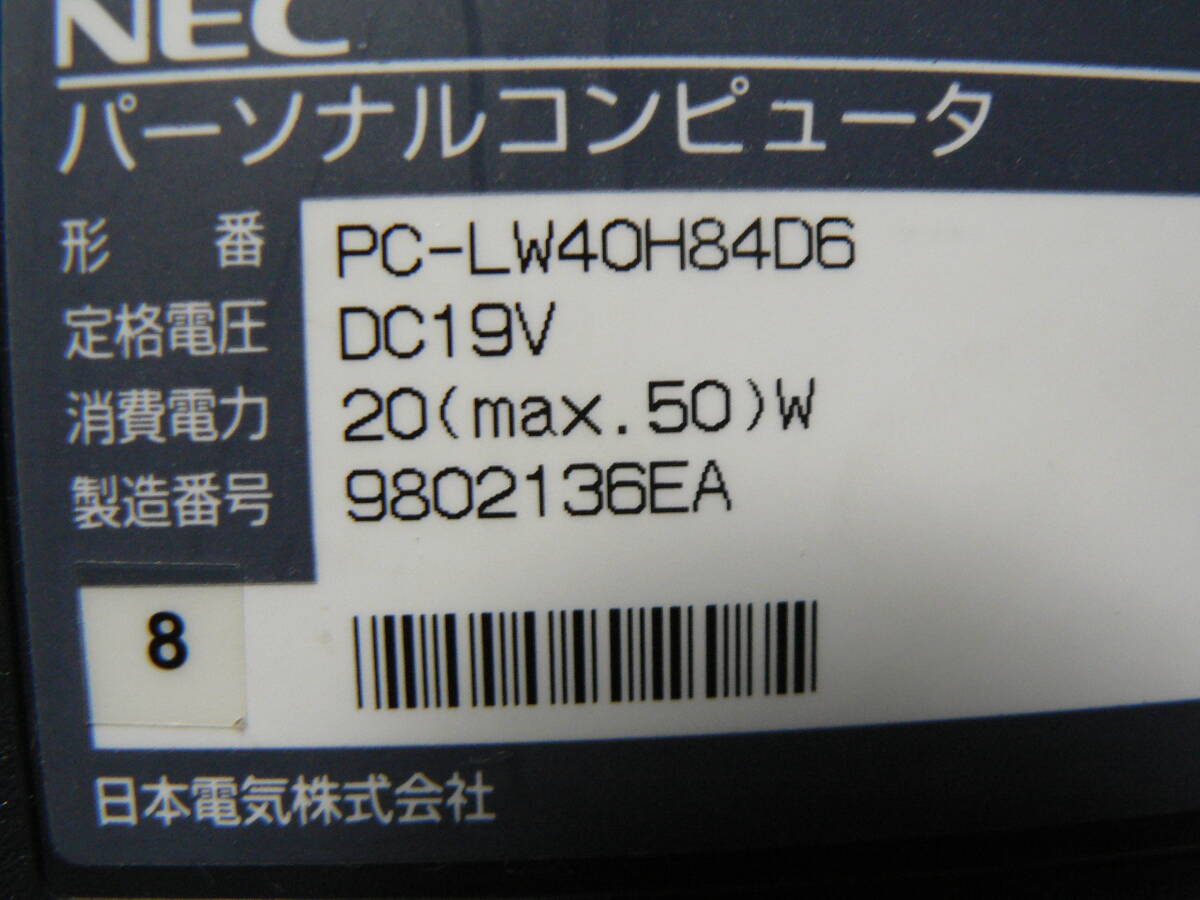 NEC
パーソナルコンピュータ
形 番 PC-LW40H84D6
定格電圧 DC19V
消費電力 20(max.50)W
製造番号 9802136EA
8
日本電気株式会社